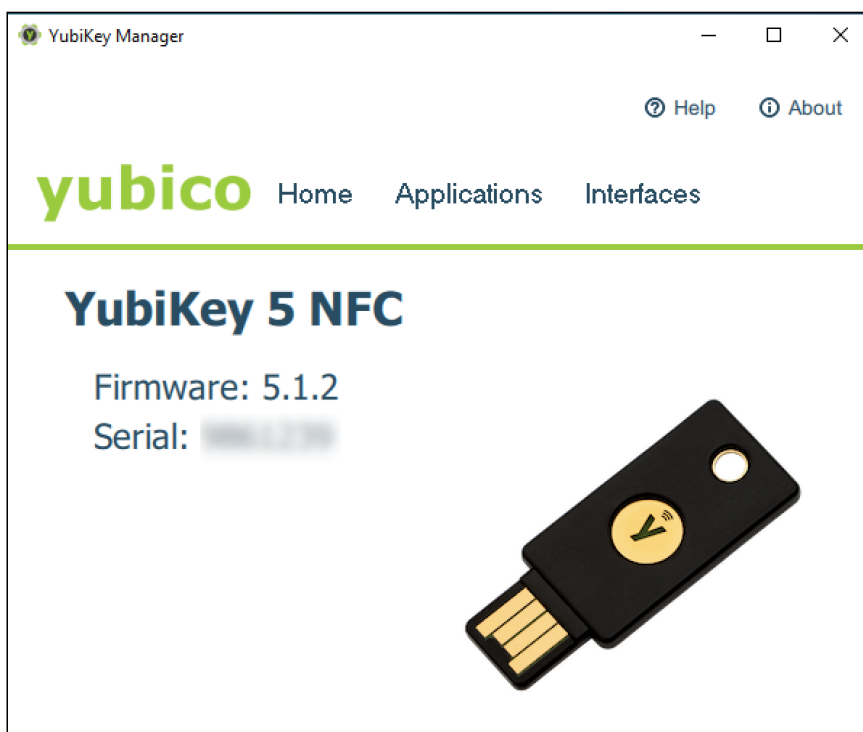 YubiKey Manager
Help About
yubico Home Applications Interfaces
YubiKey 5 NFC
Firmware: 5.1.2
Serial: